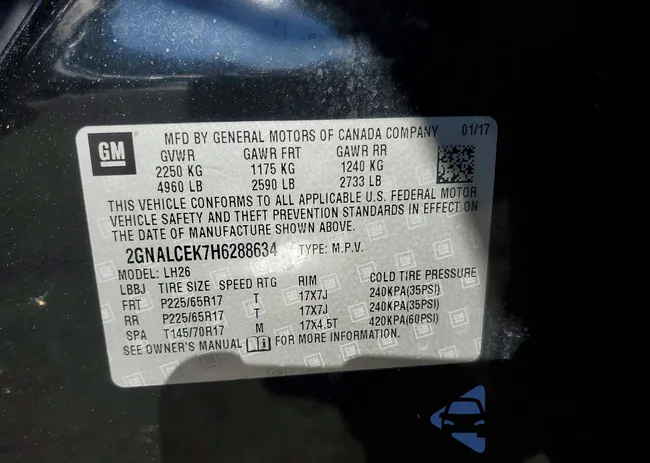 GM
MFD BY GENERAL MOTORS OF CANADA COMPANY 01/17
GVWR GAWR FRT GAWR RR
2250 KG 1175 KG 1240 KG
4960 LB 2590 LB 2733 LB
THIS VEHICLE CONFORMS TO ALL APPLICABLE U.S. FEDERAL MOTOR
VEHICLE SAFETY AND THEFT PREVENTION STANDARDS IN EFFECT ON
THE DATE OF MANUFACTURE SHOWN ABOVE.
2GNALCEK7H6288634 TYPE: M.P.V.
MODEL: LH26
LBBJ TIRE SIZE SPEED RTG RIM COLD TIRE PRESSURE
FRT P225/65R17 T 17X7J 240KPA(35PSI)
RR P225/65R17 T 17X7J 240KPA(35PSI)
SPA T145/70R17 M 17X4.5T 420KPA(60PSI)
SEE OWNER'S MANUAL FOR MORE INFORMATION.